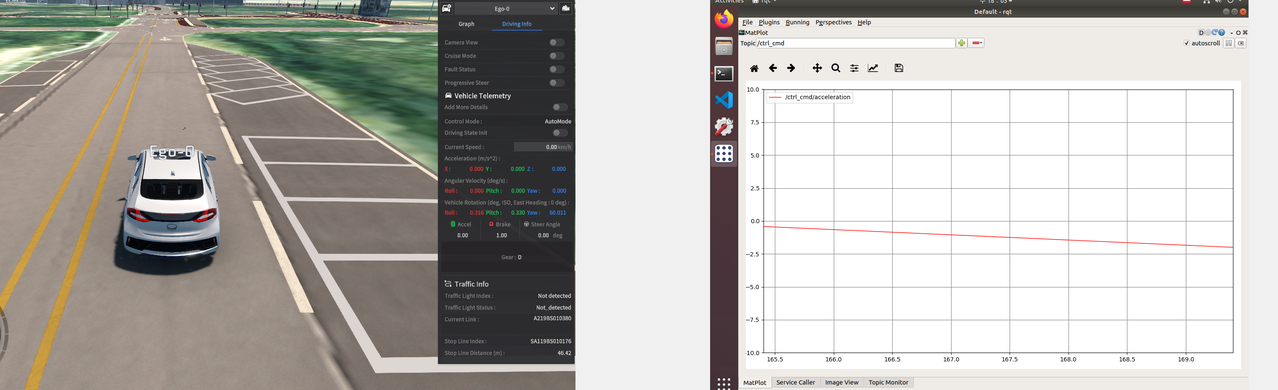 Ego-0
Ego-0
Graph Driving Info
Camera View
Cruise Mode
Fault Status
Progressive Steer
Vehicle Telemetry
Add More Details
Control Mode : AutoMode
Driving State Init
Current Speed : 0.00 km/h
Acceleration (m/s^2) :
X : 0.000 Y : 0.000 Z : 0.000
Angular Velocity (deg/s) :
Roll : 0.000 Pitch : 0.000 Yaw : 0.000
Vehicle Rotation (deg, ISO, East Heading : 0 deg) :
Roll : 0.316 Pitch : 0.330 Yaw : 60.011
Accel Brake Steer Angle
0.00 1.00 0.00 deg
Gear : D
Traffic Info
Traffic Light Index : Not detected
Traffic Light Status : Not_detected
Current Link : A219BS010380
Stop Line Index : SA119BS010176
Stop Line Distance (m) : 46.42
Activities rqt
Default - rqt
File Plugins Running Perspectives Help
MatPlot
Topic /ctrl_cmd
autoscroll
/ctrl_cmd/acceleration
10.0
7.5
5.0
2.5
0.0
-2.5
-5.0
-7.5
-10.0
165.5 166.0 166.5 167.0 167.5 168.0 168.5 169.0
MatPlot Service Caller Image View Topic Monitor